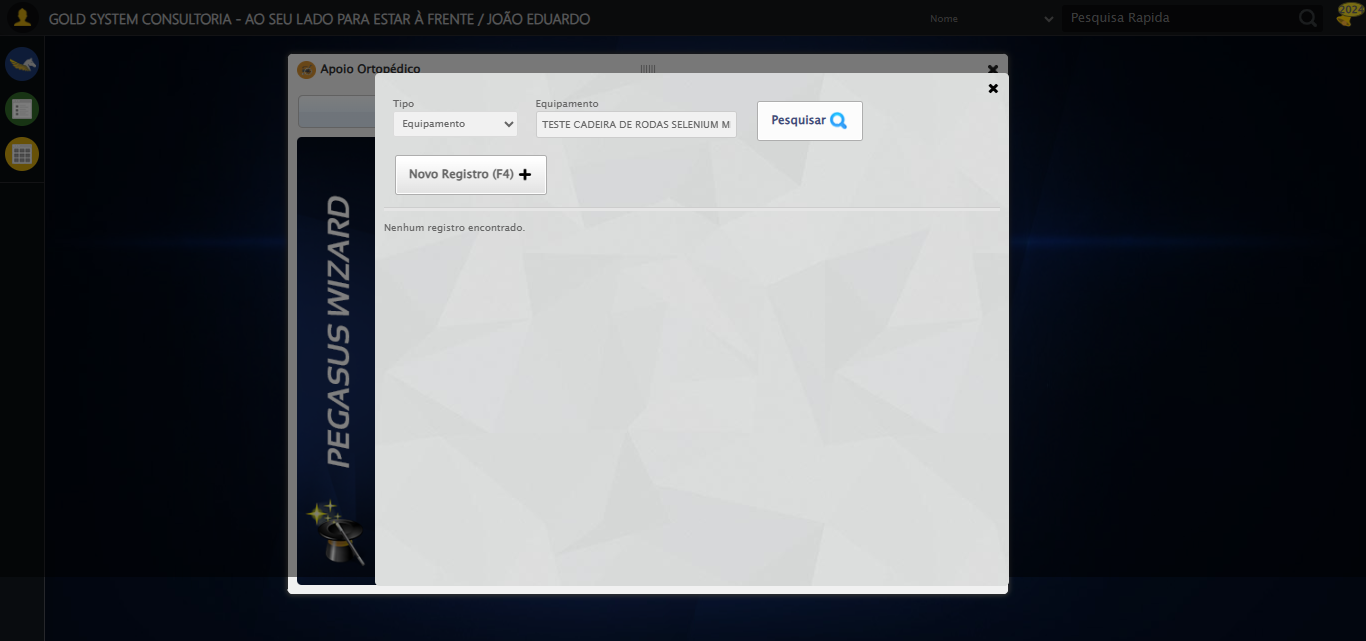 GOLD SYSTEM CONSULTORIA - AO SEU LADO PARA ESTAR À FRENTE / JOÃO EDUARDO
Nome
Pesquisa Rapida
2024
Apoio Ortopédico
Tipo
Equipamento
Equipamento
TESTE CADEIRA DE RODAS SELENIUM M
Pesquisar
Novo Registro (F4)
Nenhum registro encontrado.
PEGASUS WIZARD